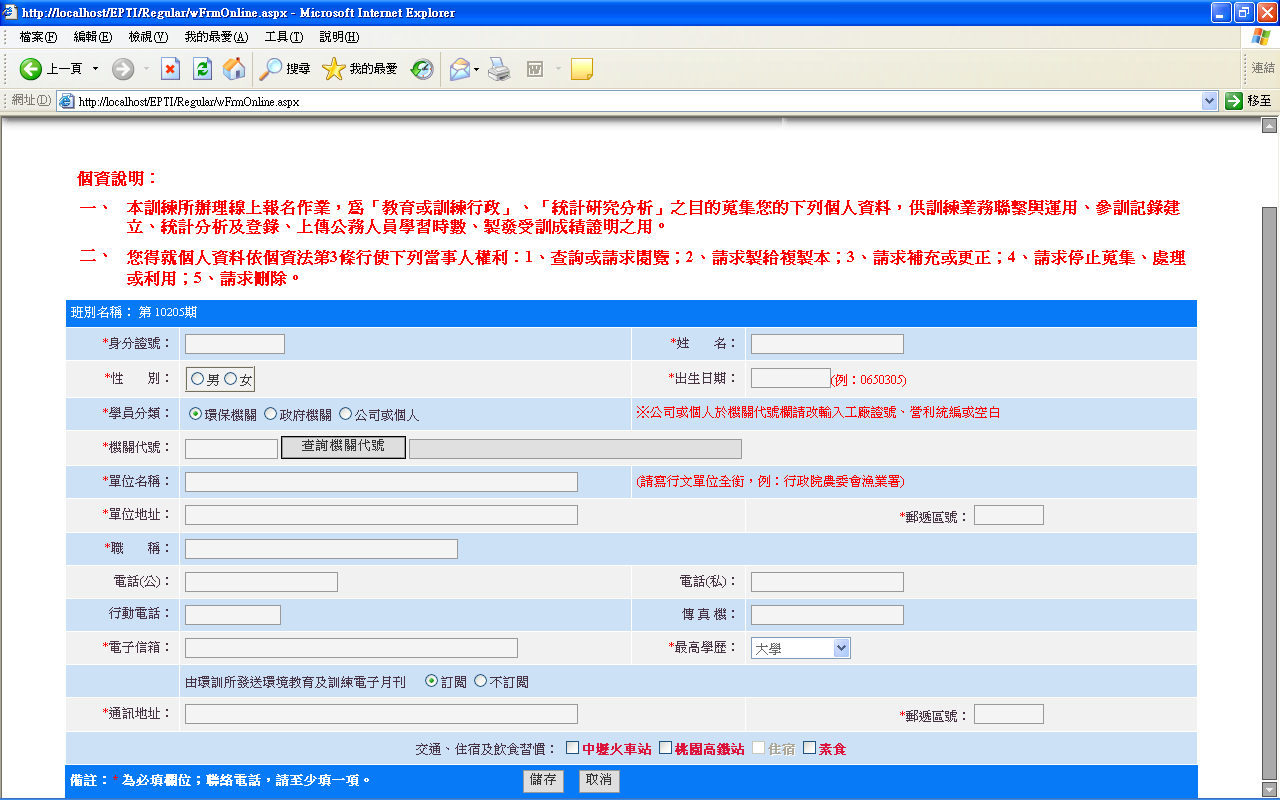 http://localhost/EPTI/Regular/wFrmOnline.aspx - Microsoft Internet Explorer
檔案(F) 編輯(E) 檢視(V) 我的最愛(A) 工具(T) 說明(H)
上一頁 搜尋 我的最愛 連結
網址(D) http://localhost/EPTI/Regular/wFrmOnline.aspx 移至
個資說明：
一、 本訓練所辦理線上報名作業，為「教育或訓練行政」、「統計研究分析」之目的蒐集您的下列個人資料，供訓練業務聯繫與運用、參訓記錄建
立、統計分析及登錄、上傳公務人員學習時數、製發受訓成績證明之用。
二、 您得就個人資料依個資法第3條行使下列當事人權利：1、查詢或請求閱覽；2、請求製給複製本；3、請求補充或更正；4、請求停止蒐集、處理
或利用；5、請求刪除。
班別名稱： 第 10205期
*身分證號： *姓 名：
*性 別： 男 女 *出生日期： (例：0650305)
*學員分類： 環保機關 政府機關 公司或個人 ※公司或個人於機關代號欄請改輸入工廠證號、營利統編或空白
*機關代號： 查詢機關代號
*單位名稱： (請寫行文單位全銜，例：行政院農委會漁業署)
*單位地址： *郵遞區號：
*職 稱：
電話(公)： 電話(私)：
行動電話： 傳真機：
*電子信箱： *最高學歷： 大學
由環訓所發送環境教育及訓練電子月刊 訂閱 不訂閱
*通訊地址： *郵遞區號：
交通、住宿及飲食習慣： 中壢火車站 桃園高鐵站 住宿 素食
備註： * 為必填欄位；聯絡電話，請至少填一項。 儲存 取消